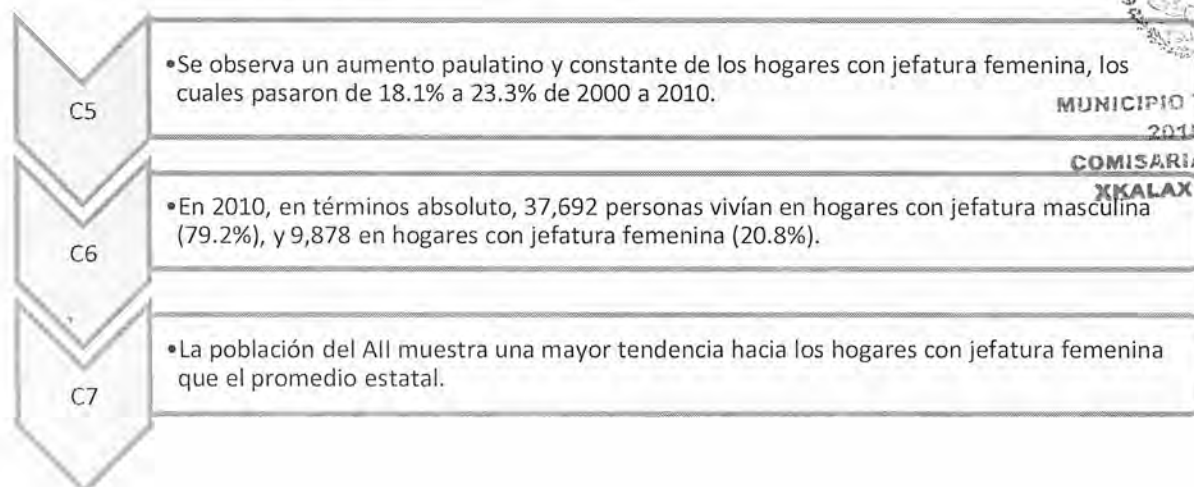 C5
•Se observa un aumento paulatino y constante de los hogares con jefatura femenina, los
cuales pasaron de 18.1% a 23.3% de 2000 a 2010.
MUNICIPIO
201
COMISARIA
XKALAX
C6
•En 2010, en términos absoluto, 37,692 personas vivían en hogares con jefatura masculina
(79.2%), y 9,878 en hogares con jefatura femenina (20.8%).
C7
•La población del AII muestra una mayor tendencia hacia los hogares con jefatura femenina
que el promedio estatal.